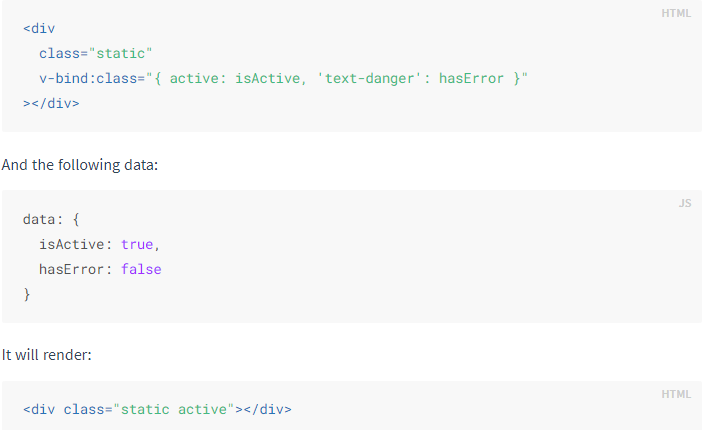 HTML
<div
  class="static"
  v-bind:class="{ active: isActive, 'text-danger': hasError }"
></div>
And the following data:
JS
data: {
  isActive: true,
  hasError: false
}
It will render:
HTML
<div class="static active"></div>